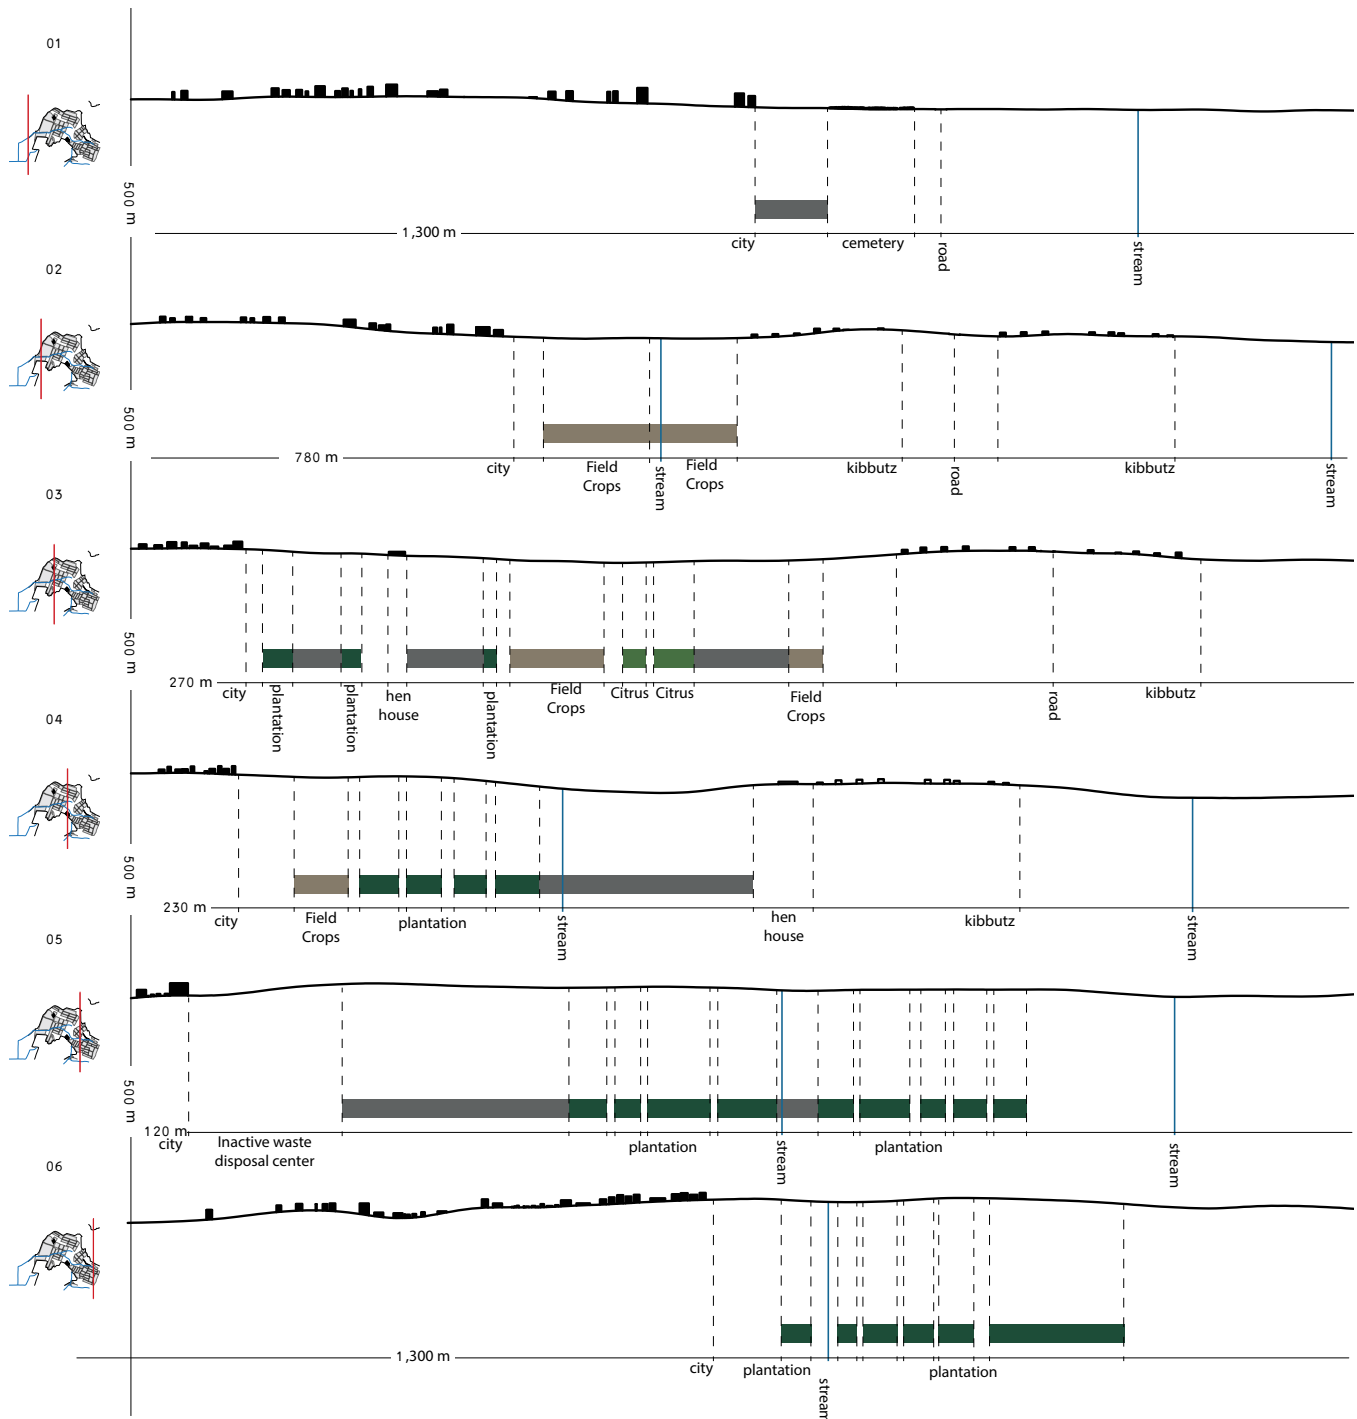 01
500 m
1,300 m
city
cemetery
road
stream
02
500 m
780 m
city
Field
Crops
stream
Field
Crops
kibbutz
road
kibbutz
stream
03
500 m
270 m
city
plantation
plantation
hen
house
plantation
Field
Crops
Citrus
Citrus
Field
Crops
road
kibbutz
04
500 m
230 m
city
Field
Crops
plantation
stream
hen
house
kibbutz
stream
05
500 m
120 m
city
Inactive waste
disposal center
plantation
stream
plantation
stream
06
1,300 m
city
plantation
stream
plantation